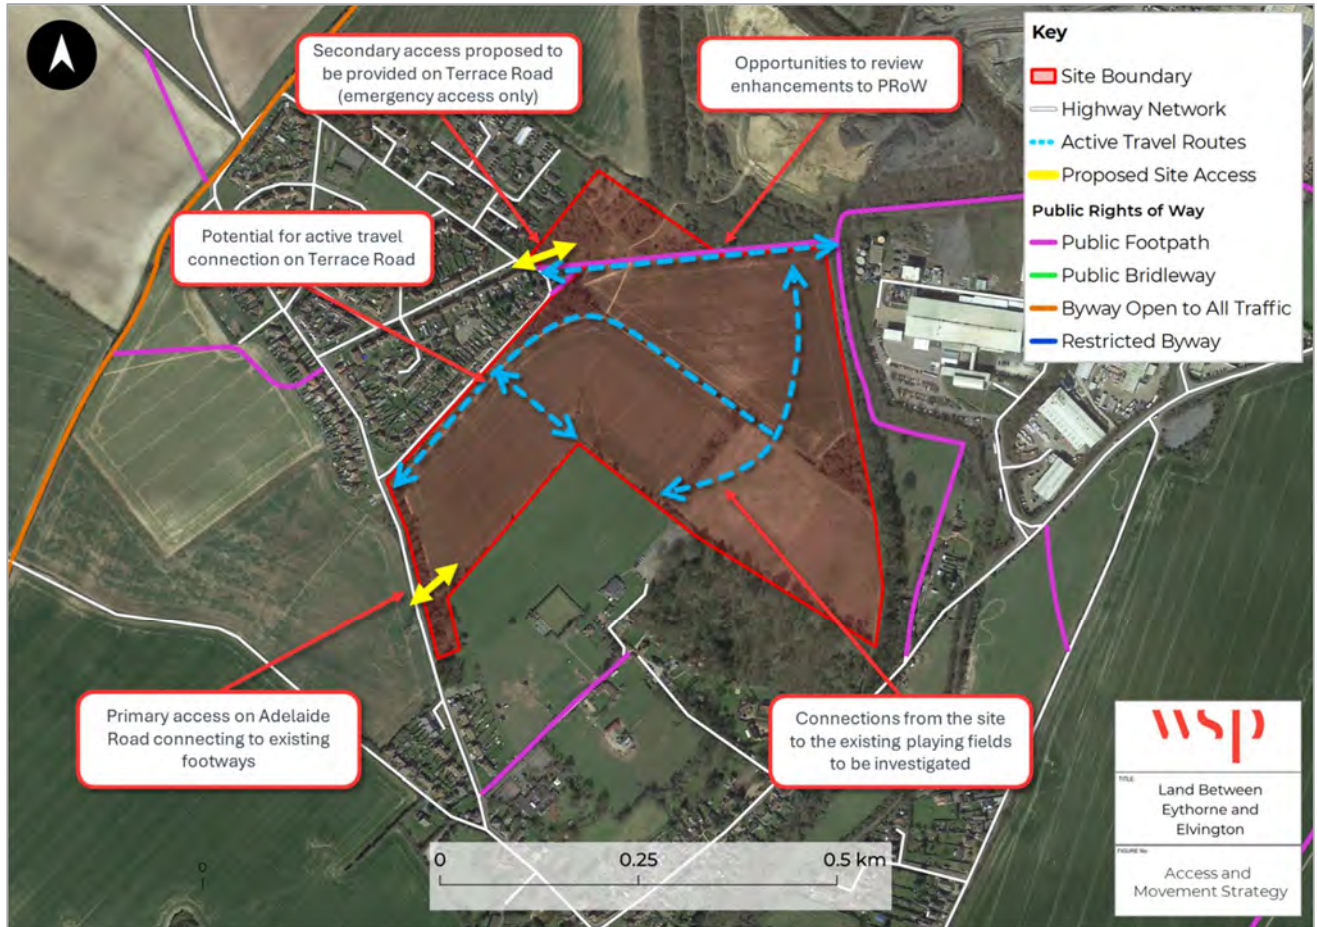 Secondary access proposed to
be provided on Terrace Road
(emergency access only)
Opportunities to review
enhancements to PRoW
Potential for active travel
connection on Terrace Road
Primary access on Adelaide
Road connecting to existing
footways
Connections from the site
to the existing playing fields
to be investigated
Key
Site Boundary
Highway Network
Active Travel Routes
Proposed Site Access
Public Rights of Way
Public Footpath
Public Bridleway
Byway Open to All Traffic
Restricted Byway
0
0 0.25 0.5 km
wsp
TITLE:
Land Between
Eythorne and
Elvington
FIGURE No:
Access and
Movement Strategy